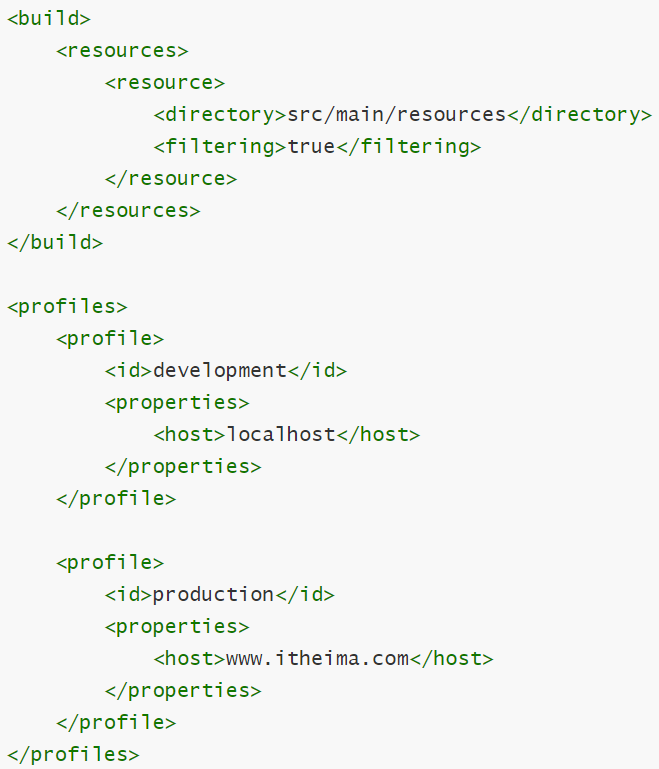 <build>
    <resources>
        <resource>
            <directory>src/main/resources</directory>
            <filtering>true</filtering>
        </resource>
    </resources>
</build>

<profiles>
    <profile>
        <id>development</id>
        <properties>
            <host>localhost</host>
        </properties>
    </profile>

    <profile>
        <id>production</id>
        <properties>
            <host>www.itheima.com</host>
        </properties>
    </profile>
</profiles>